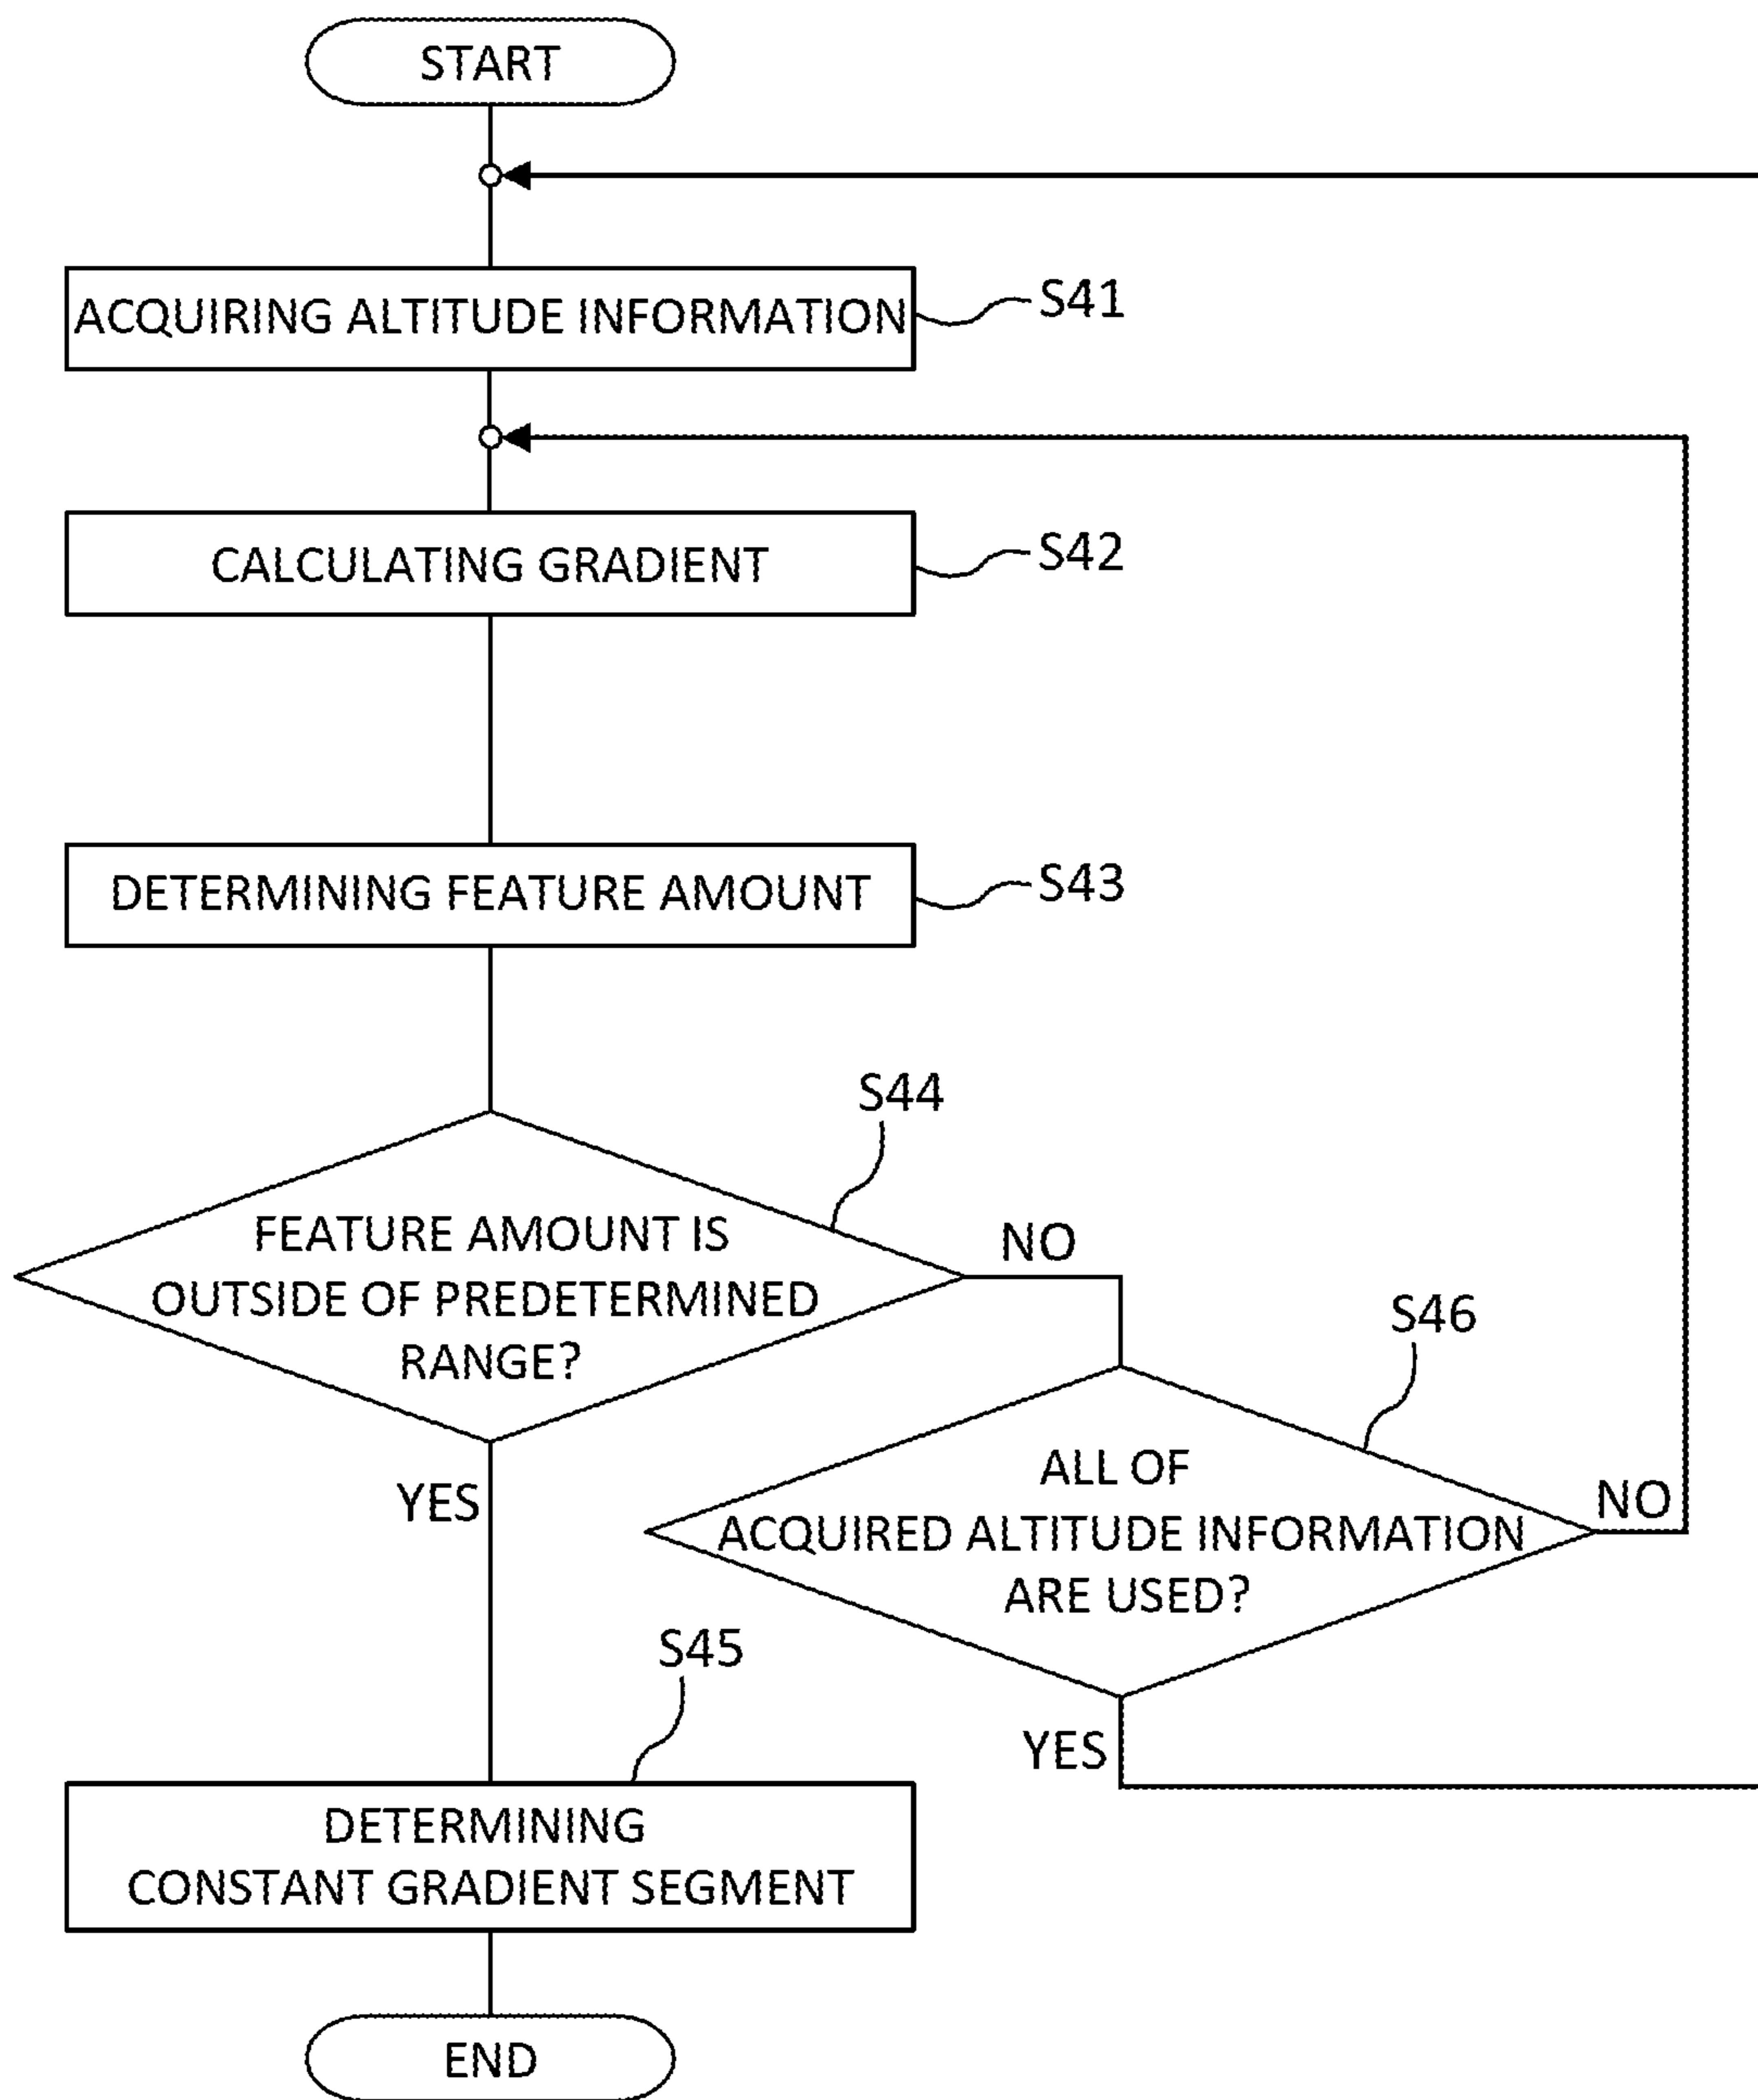 START
ACQUIRING ALTITUDE INFORMATION
S41
CALCULATING GRADIENT
S42
DETERMINING FEATURE AMOUNT
S43
S44
FEATURE AMOUNT IS
OUTSIDE OF PREDETERMINED
RANGE?
NO
YES
S46
ALL OF
ACQUIRED ALTITUDE INFORMATION
ARE USED?
NO
YES
S45
DETERMINING
CONSTANT GRADIENT SEGMENT
END